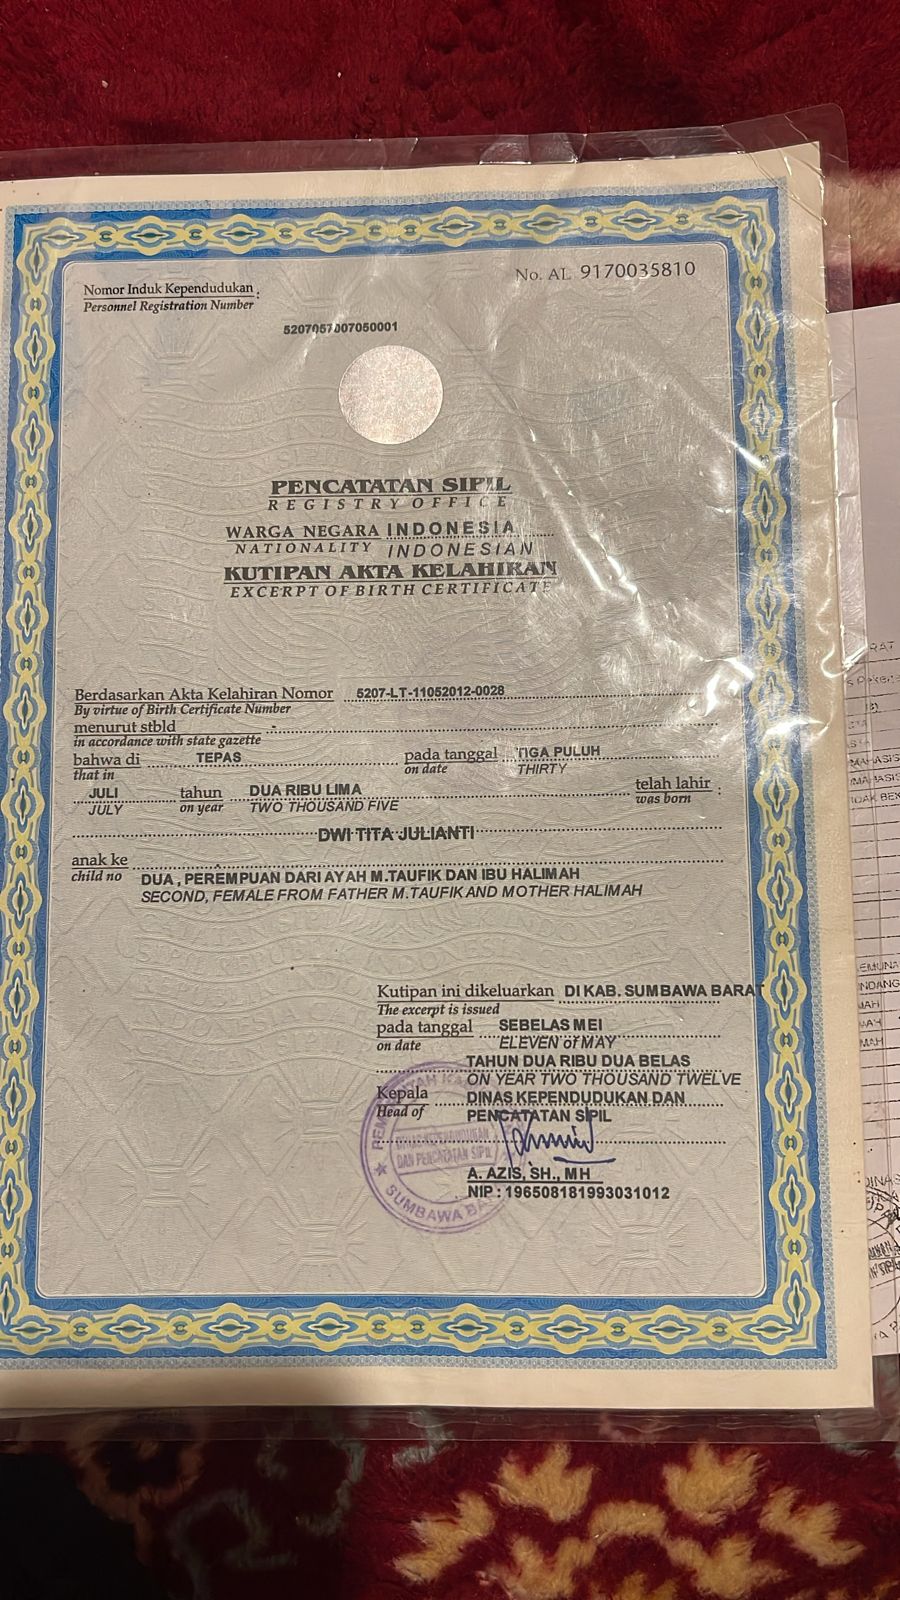 No. AL 9170035810
Nomor Induk Kependudukan :
Personnel Registration Number
5207057007050001
PENCATATAN SIPIL
REGISTRY OFFICE
WARGA NEGARA INDONESIA
NATIONALITY INDONESIAN
KUTIPAN AKTA KELAHIRAN
EXCERPT OF BIRTH CERTIFICATE
Berdasarkan Akta Kelahiran Nomor 5207-LT-11052012-0028
By virtue of Birth Certificate Number
menurut stbld -
in accordance with state gazette
bahwa di TEPAS pada tanggal TIGA PULUH
that in on date THIRTY
JULI tahun DUA RIBU LIMA telah lahir :
JULY on year TWO THOUSAND FIVE was born
DWI TITA JULIANTI
anak ke
child no DUA , PEREMPUAN DARI AYAH M.TAUFIK DAN IBU HALIMAH
SECOND, FEMALE FROM FATHER M.TAUFIK AND MOTHER HALIMAH
Kutipan ini dikeluarkan DI KAB. SUMBAWA BARAT
The excerpt is issued
pada tanggal SEBELAS MEI
on date ELEVEN of MAY
TAHUN DUA RIBU DUA BELAS
ON YEAR TWO THOUSAND TWELVE
Kepala DINAS KEPENDUDUKAN DAN
Head of PENCATATAN SIPIL
DAN PENCATATAN SIPIL
SUMBAWA
A. AZIS, SH., MH
NIP : 196508181993031012